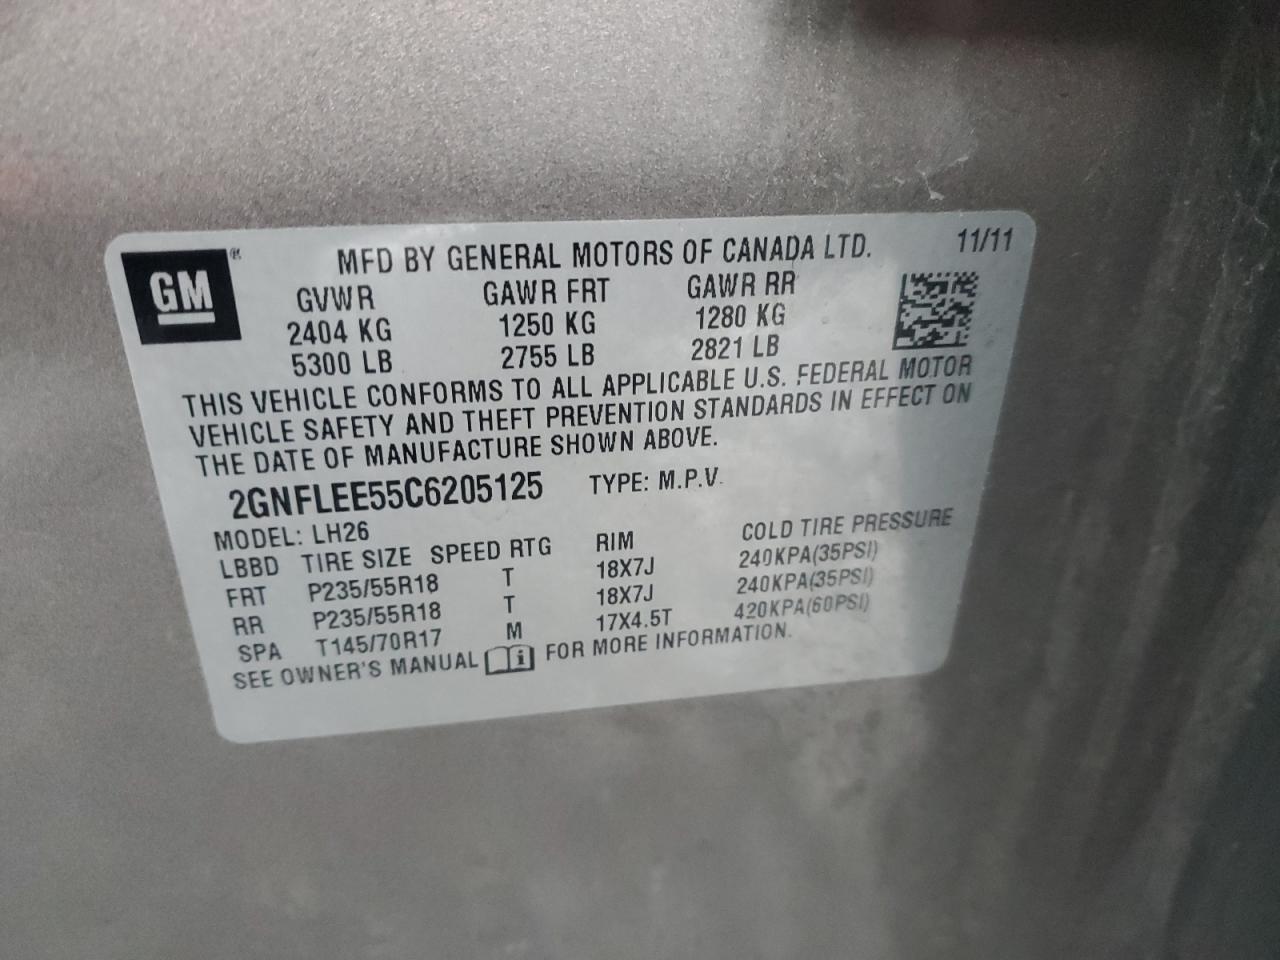 GM ®
MFD BY GENERAL MOTORS OF CANADA LTD. 11/11
GVWR GAWR FRT GAWR RR
2404 KG 1250 KG 1280 KG
5300 LB 2755 LB 2821 LB
THIS VEHICLE CONFORMS TO ALL APPLICABLE U.S. FEDERAL MOTOR
VEHICLE SAFETY AND THEFT PREVENTION STANDARDS IN EFFECT ON
THE DATE OF MANUFACTURE SHOWN ABOVE.
2GNFLEE55C6205125 TYPE: M.P.V.
MODEL: LH26
LBBD TIRE SIZE SPEED RTG RIM COLD TIRE PRESSURE
FRT P235/55R18 T 18X7J 240KPA(35PSI)
RR P235/55R18 T 18X7J 240KPA(35PSI)
SPA T145/70R17 M 17X4.5T 420KPA(60PSI)
SEE OWNER'S MANUAL i FOR MORE INFORMATION.